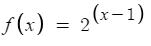 f(x) = 2^(x−1)